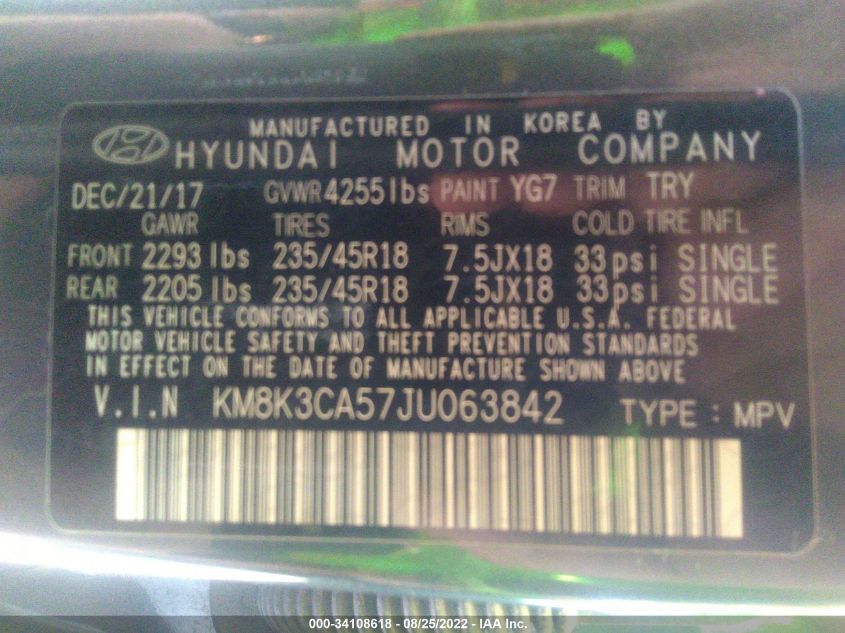 MANUFACTURED IN KOREA BY
HYUNDAI MOTOR COMPANY
DEC/21/17 GVWR 4255 lbs PAINT YG7 TRIM TRY
GAWR TIRES RIMS COLD TIRE INFL
FRONT 2293 lbs 235/45R18 7.5JX18 33psi SINGLE
REAR 2205 lbs 235/45R18 7.5JX18 33psi SINGLE
THIS VEHICLE CONFORMS TO ALL APPLICABLE U.S.A. FEDERAL
MOTOR VEHICLE SAFETY AND THEFT PREVENTION STANDARDS
IN EFFECT ON THE DATE OF MANUFACTURE SHOWN ABOVE
V.I.N KM8K3CA57JU063842 TYPE : MPV
000-34108618 - 08/25/2022 - IAA Inc.